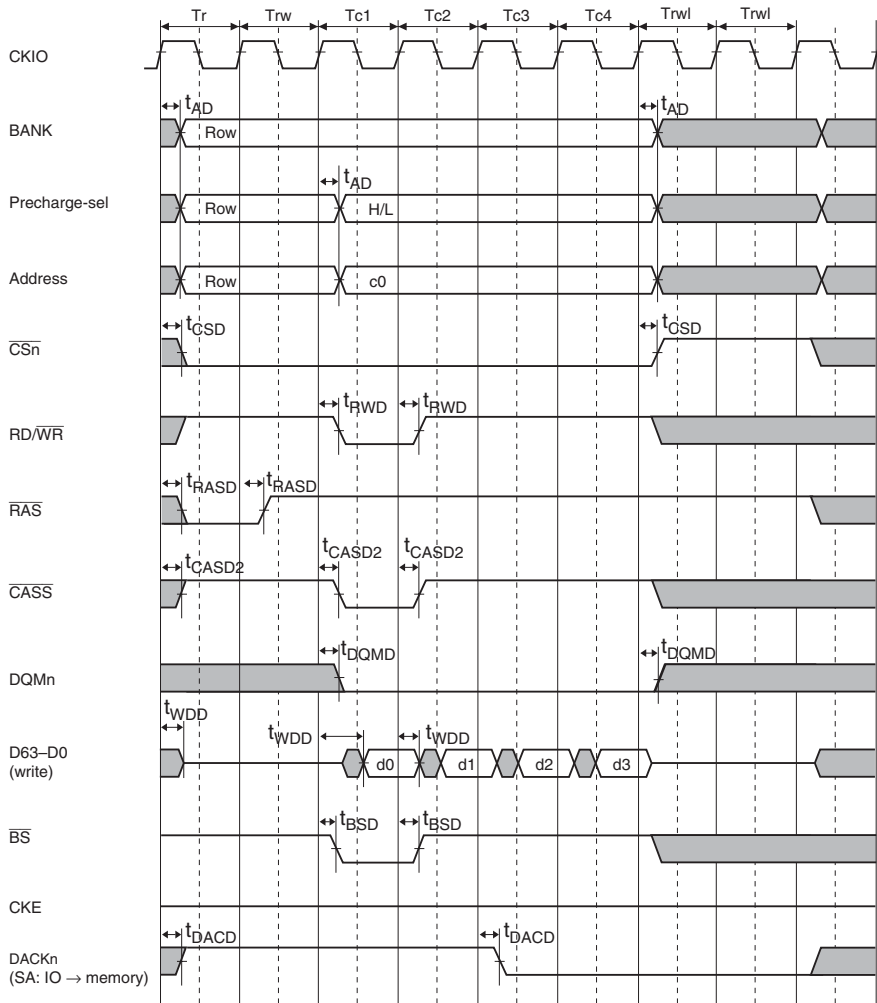 Tr Trw Tc1 Tc2 Tc3 Tc4 Trwl Trwl
CKIO
tAD tAD
BANK Row
tAD
Precharge-sel Row H/L
Address Row c0
tCSD tCSD
CSn
tRWD tRWD
RD/WR
tRASD tRASD
RAS
tCASD2 tCASD2 tCASD2
CASS
tDQMD tDQMD
DQMn
tWDD tWDD tWDD
D63–D0 d0 d1 d2 d3
(write)
tBSD tBSD
BS
CKE
tDACD tDACD
DACKn
(SA: IO → memory)